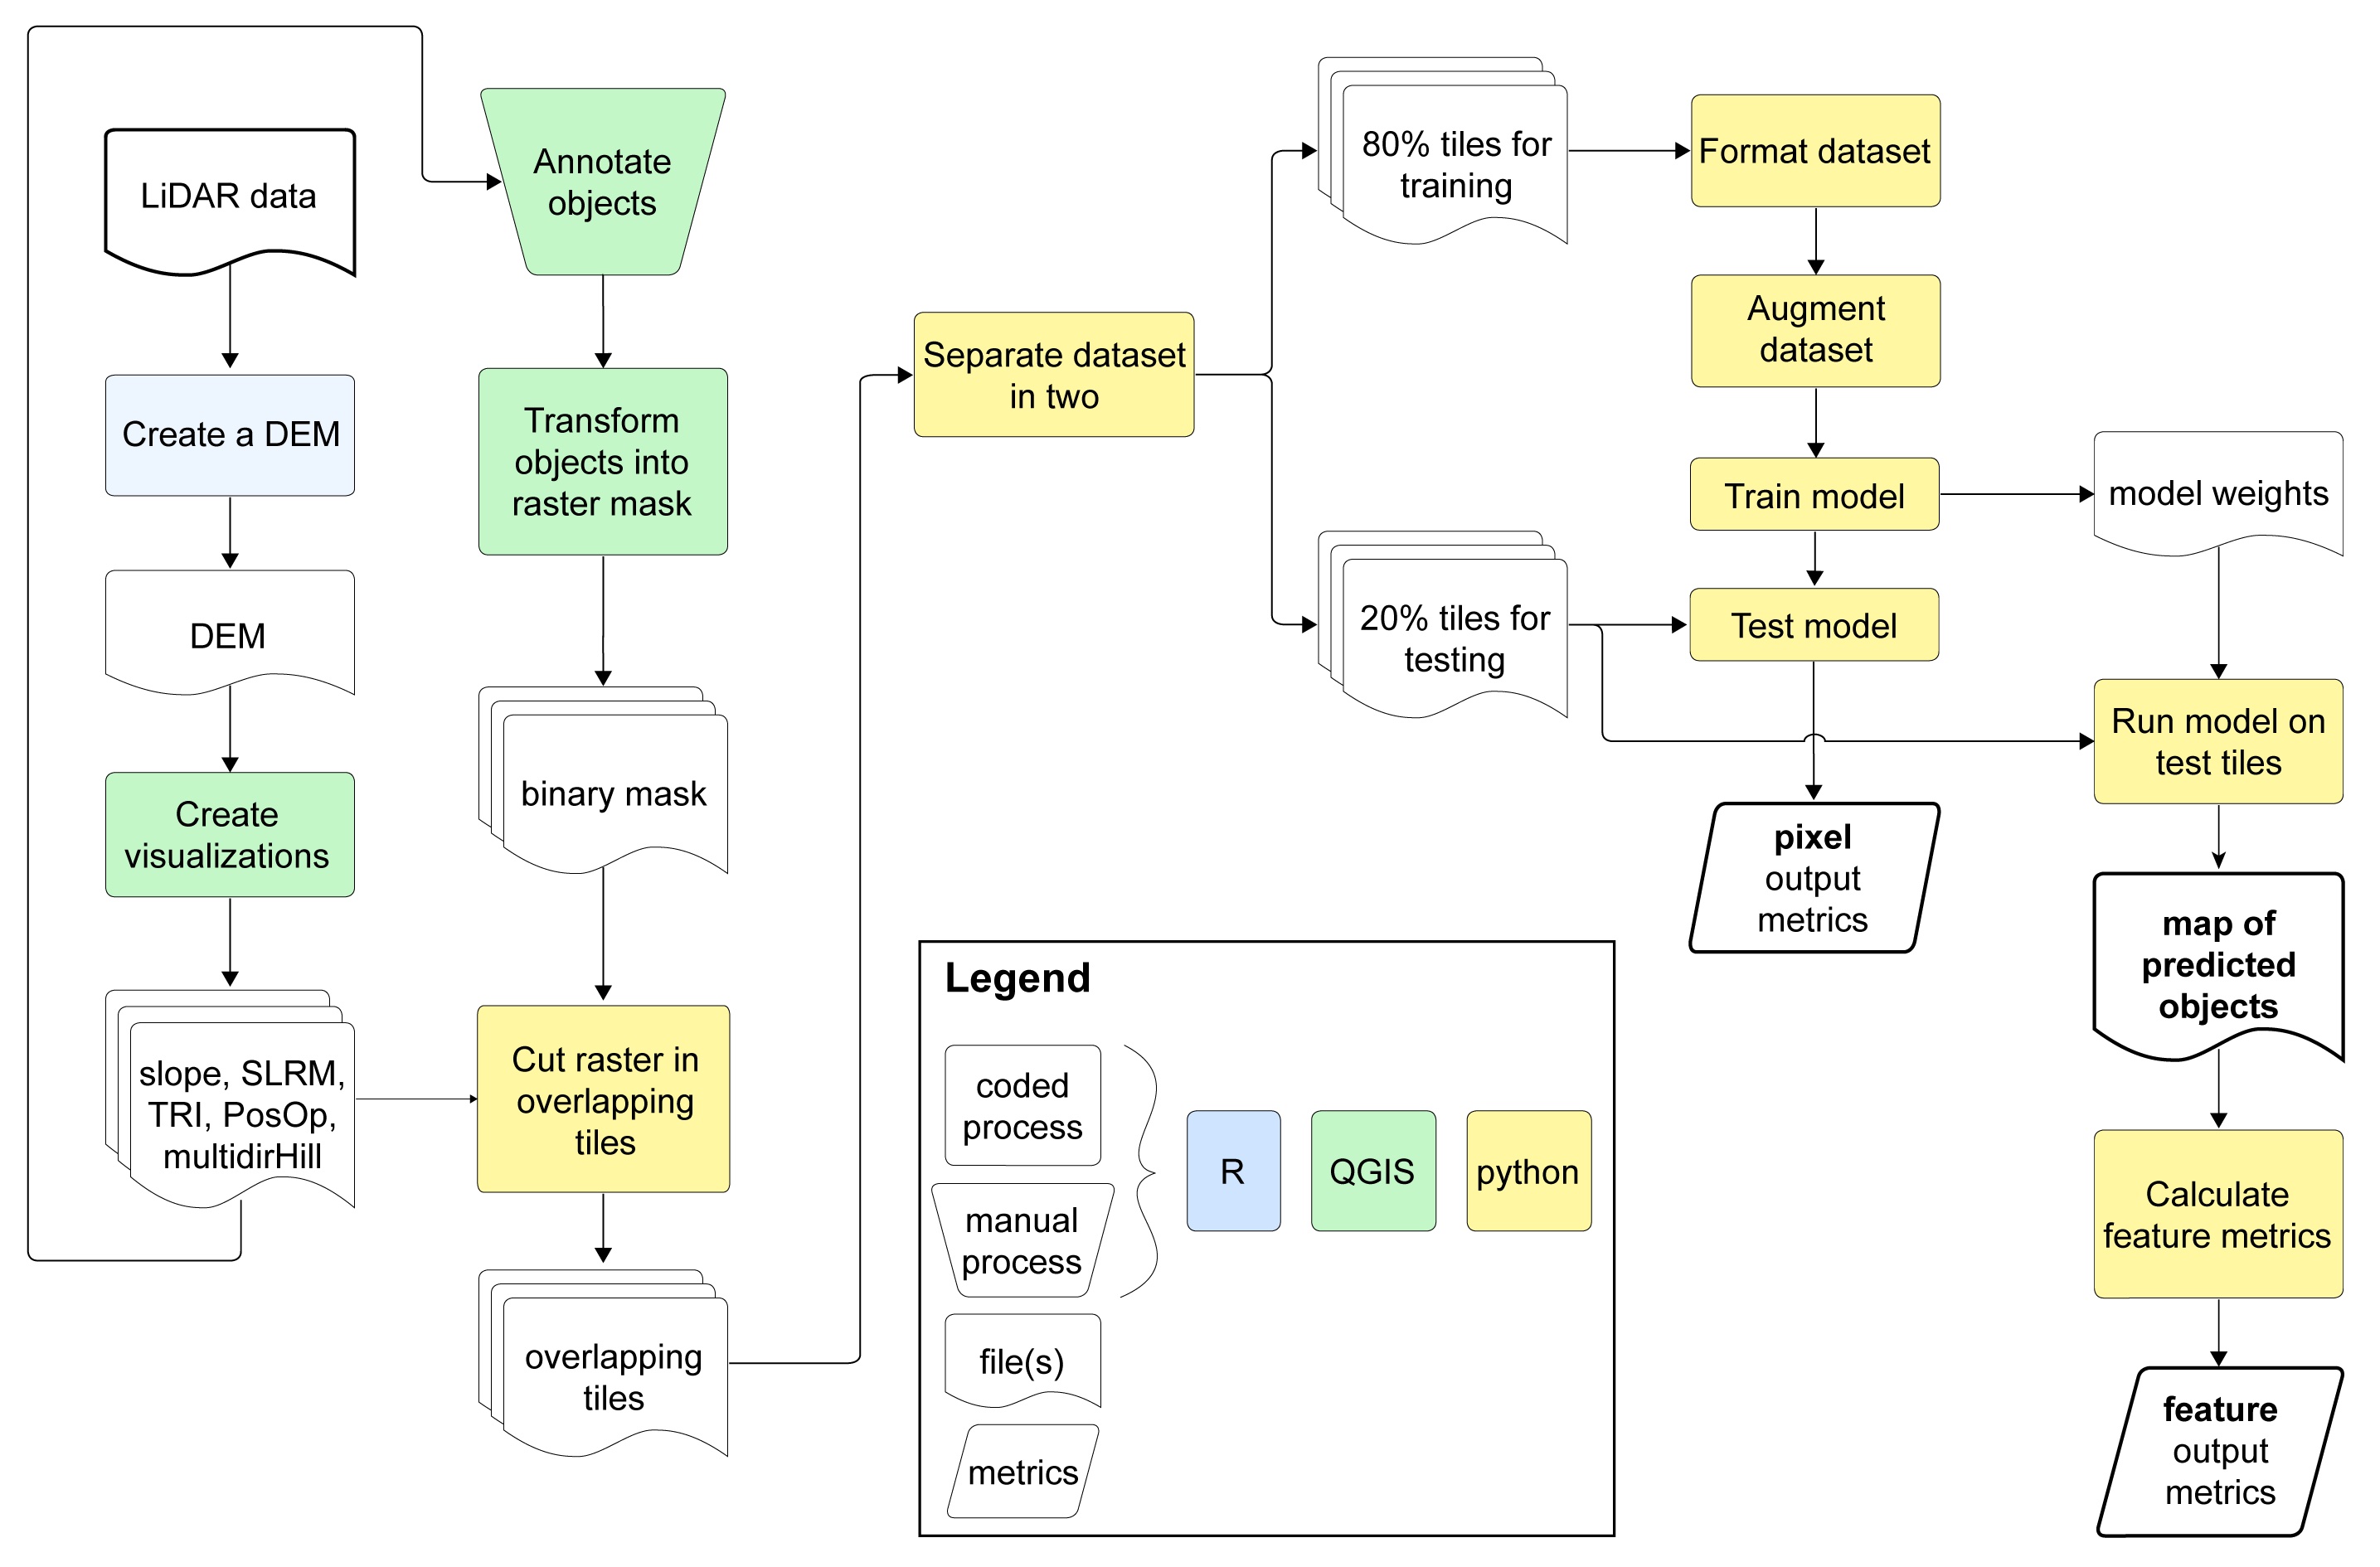 LiDAR data
Create a DEM
DEM
Create
visualizations
slope, SLRM,
TRI, PosOp,
multidirHill
Annotate
objects
Transform
objects into
raster mask
binary mask
Cut raster in
overlapping
tiles
overlapping
tiles
Separate dataset
in two
80% tiles for
training
20% tiles for
testing
Format dataset
Augment
dataset
Train model
Test model
pixel
output
metrics
model weights
Run model on
test tiles
map of
predicted
objects
Calculate
feature metrics
feature
output
metrics
Legend
coded
process
manual
process
file(s)
metrics
R
QGIS
python